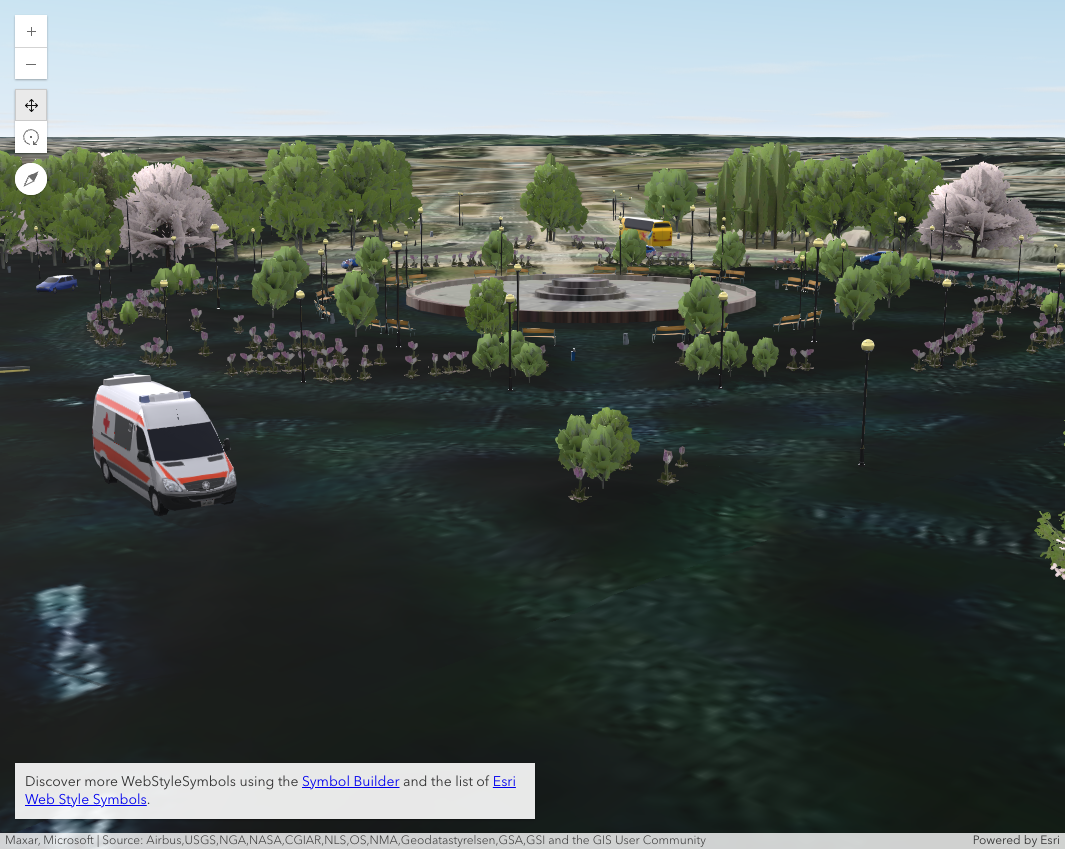 Discover more WebStyleSymbols using the Symbol Builder and the list of Esri
Web Style Symbols.
Maxar, Microsoft | Source: Airbus,USGS,NGA,NASA,CGIAR,NLS,OS,NMA,Geodatastyrelsen,GSA,GSI and the GIS User Community
Powered by Esri